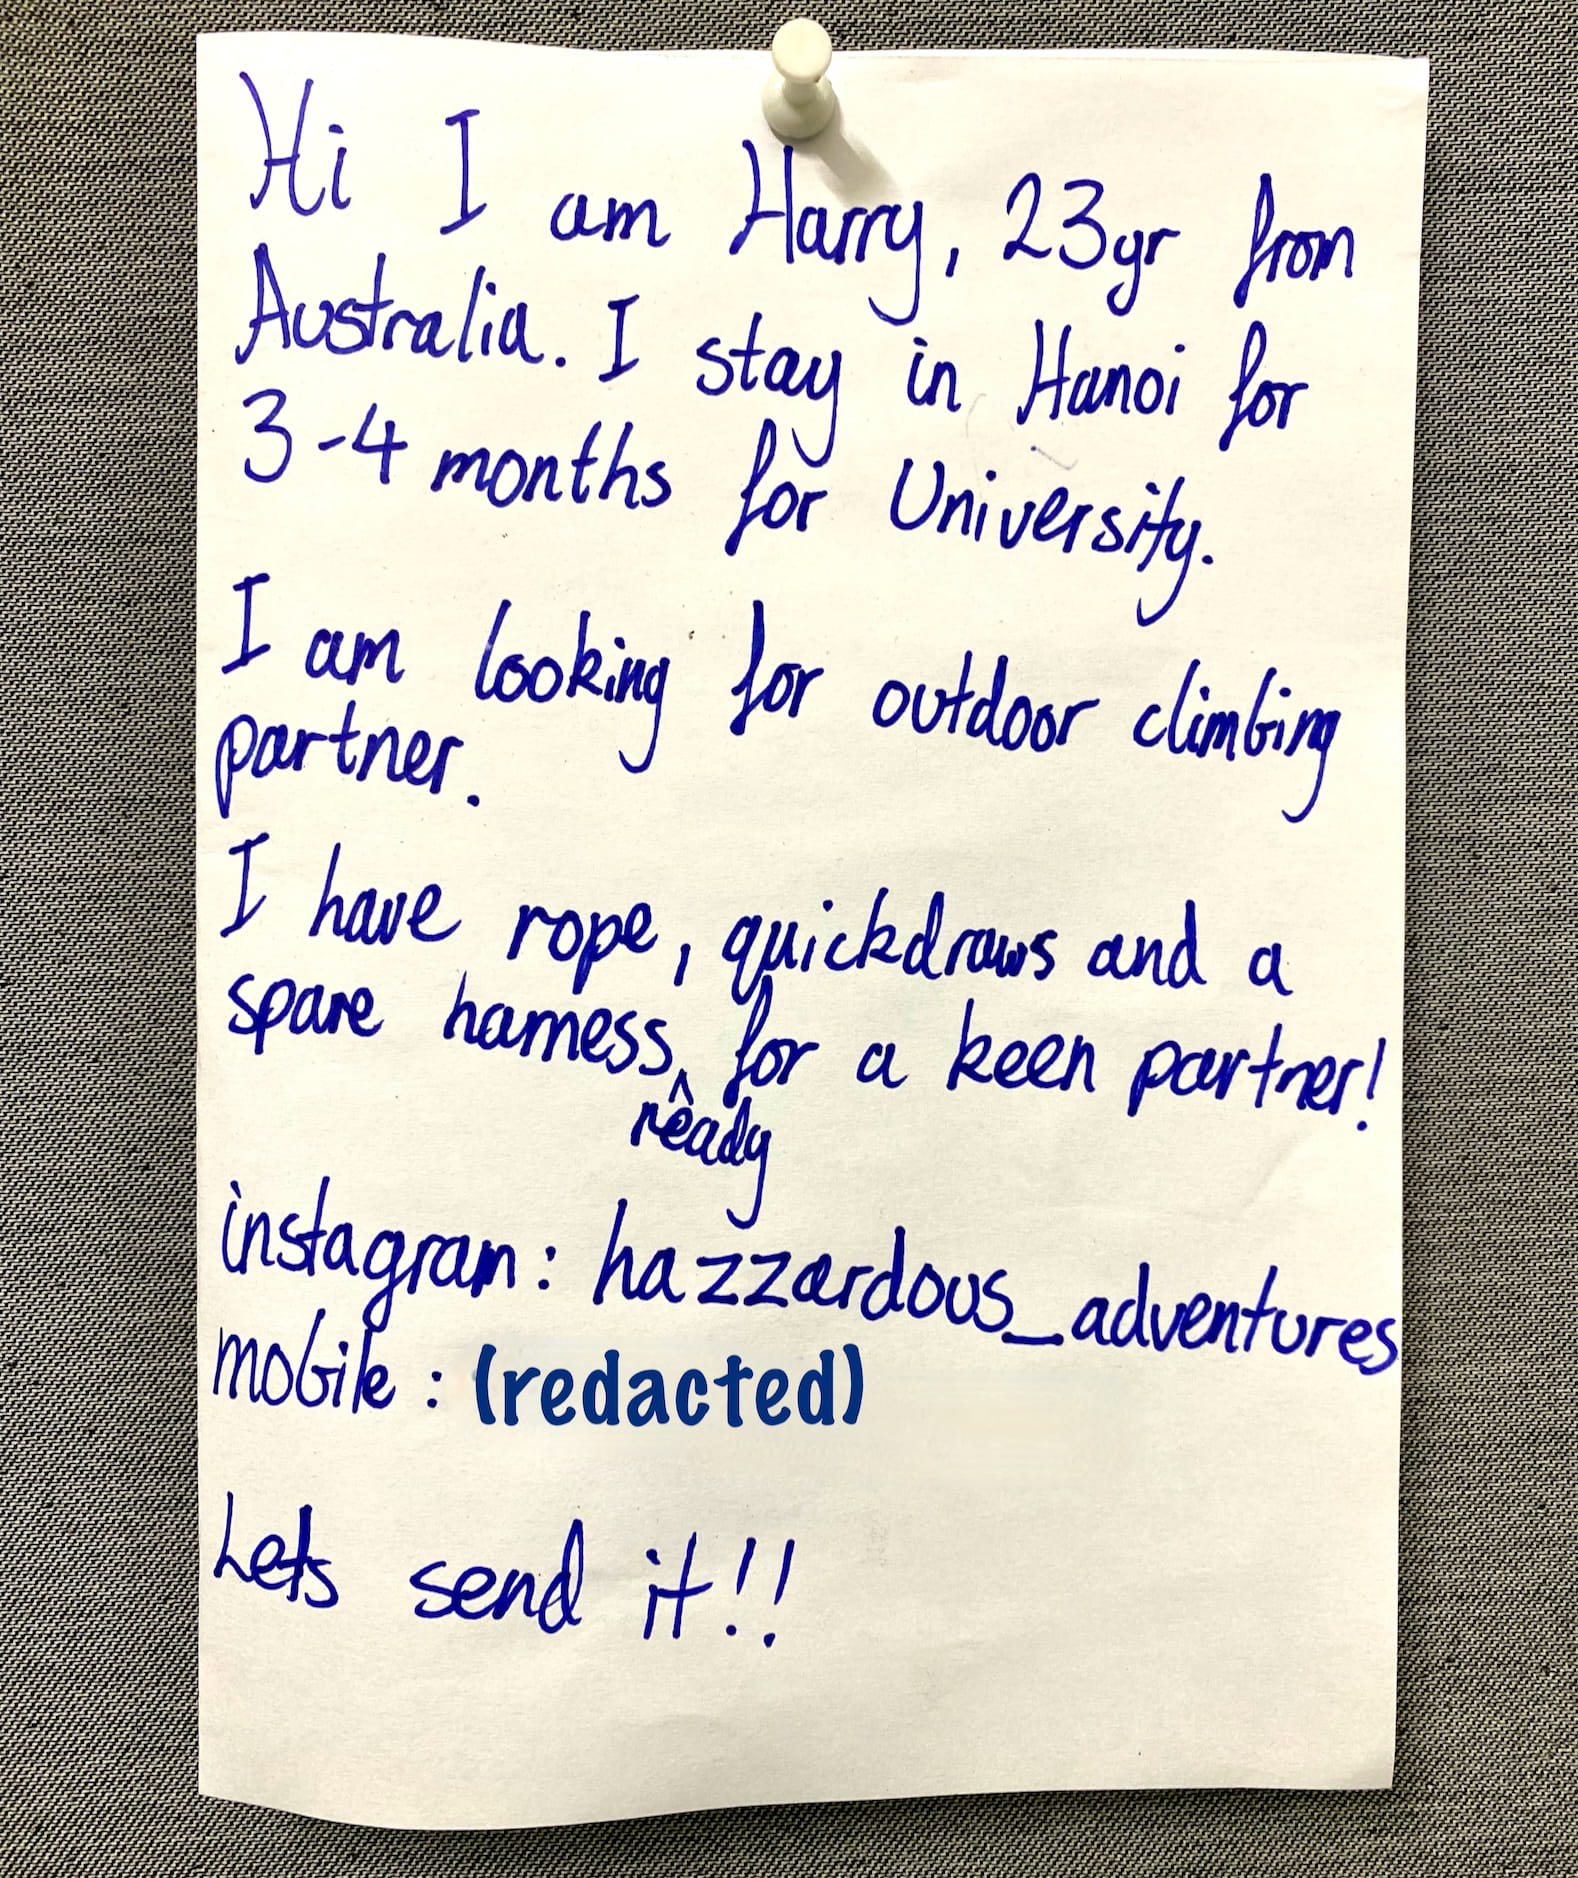 Hi I am Harry, 23yr from
Australia. I stay in Hanoi for
3-4 months for University.
I am looking for outdoor climbing
partner.
I have rope, quickdraws and a
spare harness ^ for a keen partner!
ready
instagram: hazzardous_adventures
mobile: (redacted)
Lets send it!!